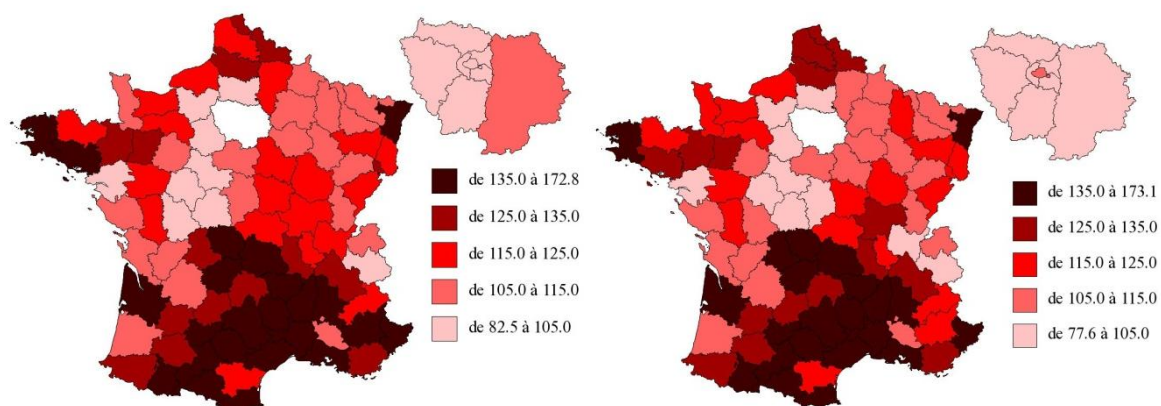 de 135.0 à 172.8
de 125.0 à 135.0
de 115.0 à 125.0
de 105.0 à 115.0
de 82.5 à 105.0
de 135.0 à 173.1
de 125.0 à 135.0
de 115.0 à 125.0
de 105.0 à 115.0
de 77.6 à 105.0